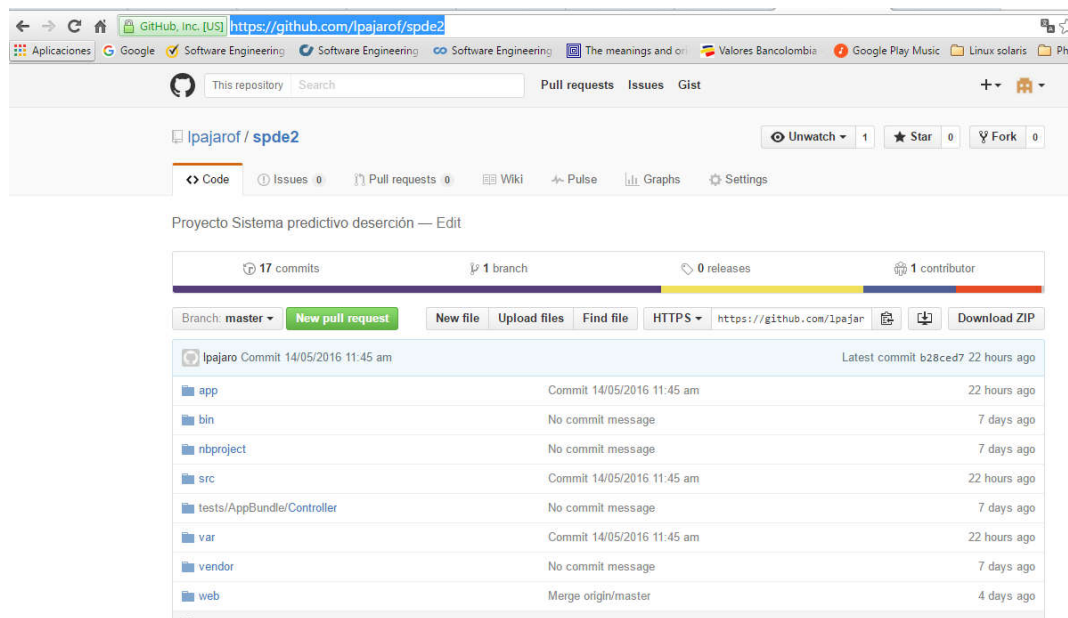 GitHub, Inc. [US] https://github.com/lpajarof/spde2
Aplicaciones Google Software Engineering Software Engineering Software Engineering The meanings and ori Valores Bancolombia Google Play Music Linux solaris Ph
This repository Search Pull requests Issues Gist
lpajarof / spde2 Unwatch 1 Star 0 Fork 0
Code Issues 0 Pull requests 0 Wiki Pulse Graphs Settings
Proyecto Sistema predictivo deserción — Edit
17 commits 1 branch 0 releases 1 contributor
Branch: master New pull request New file Upload files Find file HTTPS https://github.com/lpajar Download ZIP
lpajaro Commit 14/05/2016 11:45 am Latest commit b28ced7 22 hours ago
app Commit 14/05/2016 11:45 am 22 hours ago
bin No commit message 7 days ago
nbproject No commit message 7 days ago
src Commit 14/05/2016 11:45 am 22 hours ago
tests/AppBundle/Controller No commit message 7 days ago
var Commit 14/05/2016 11:45 am 22 hours ago
vendor No commit message 7 days ago
web Merge origin/master 4 days ago